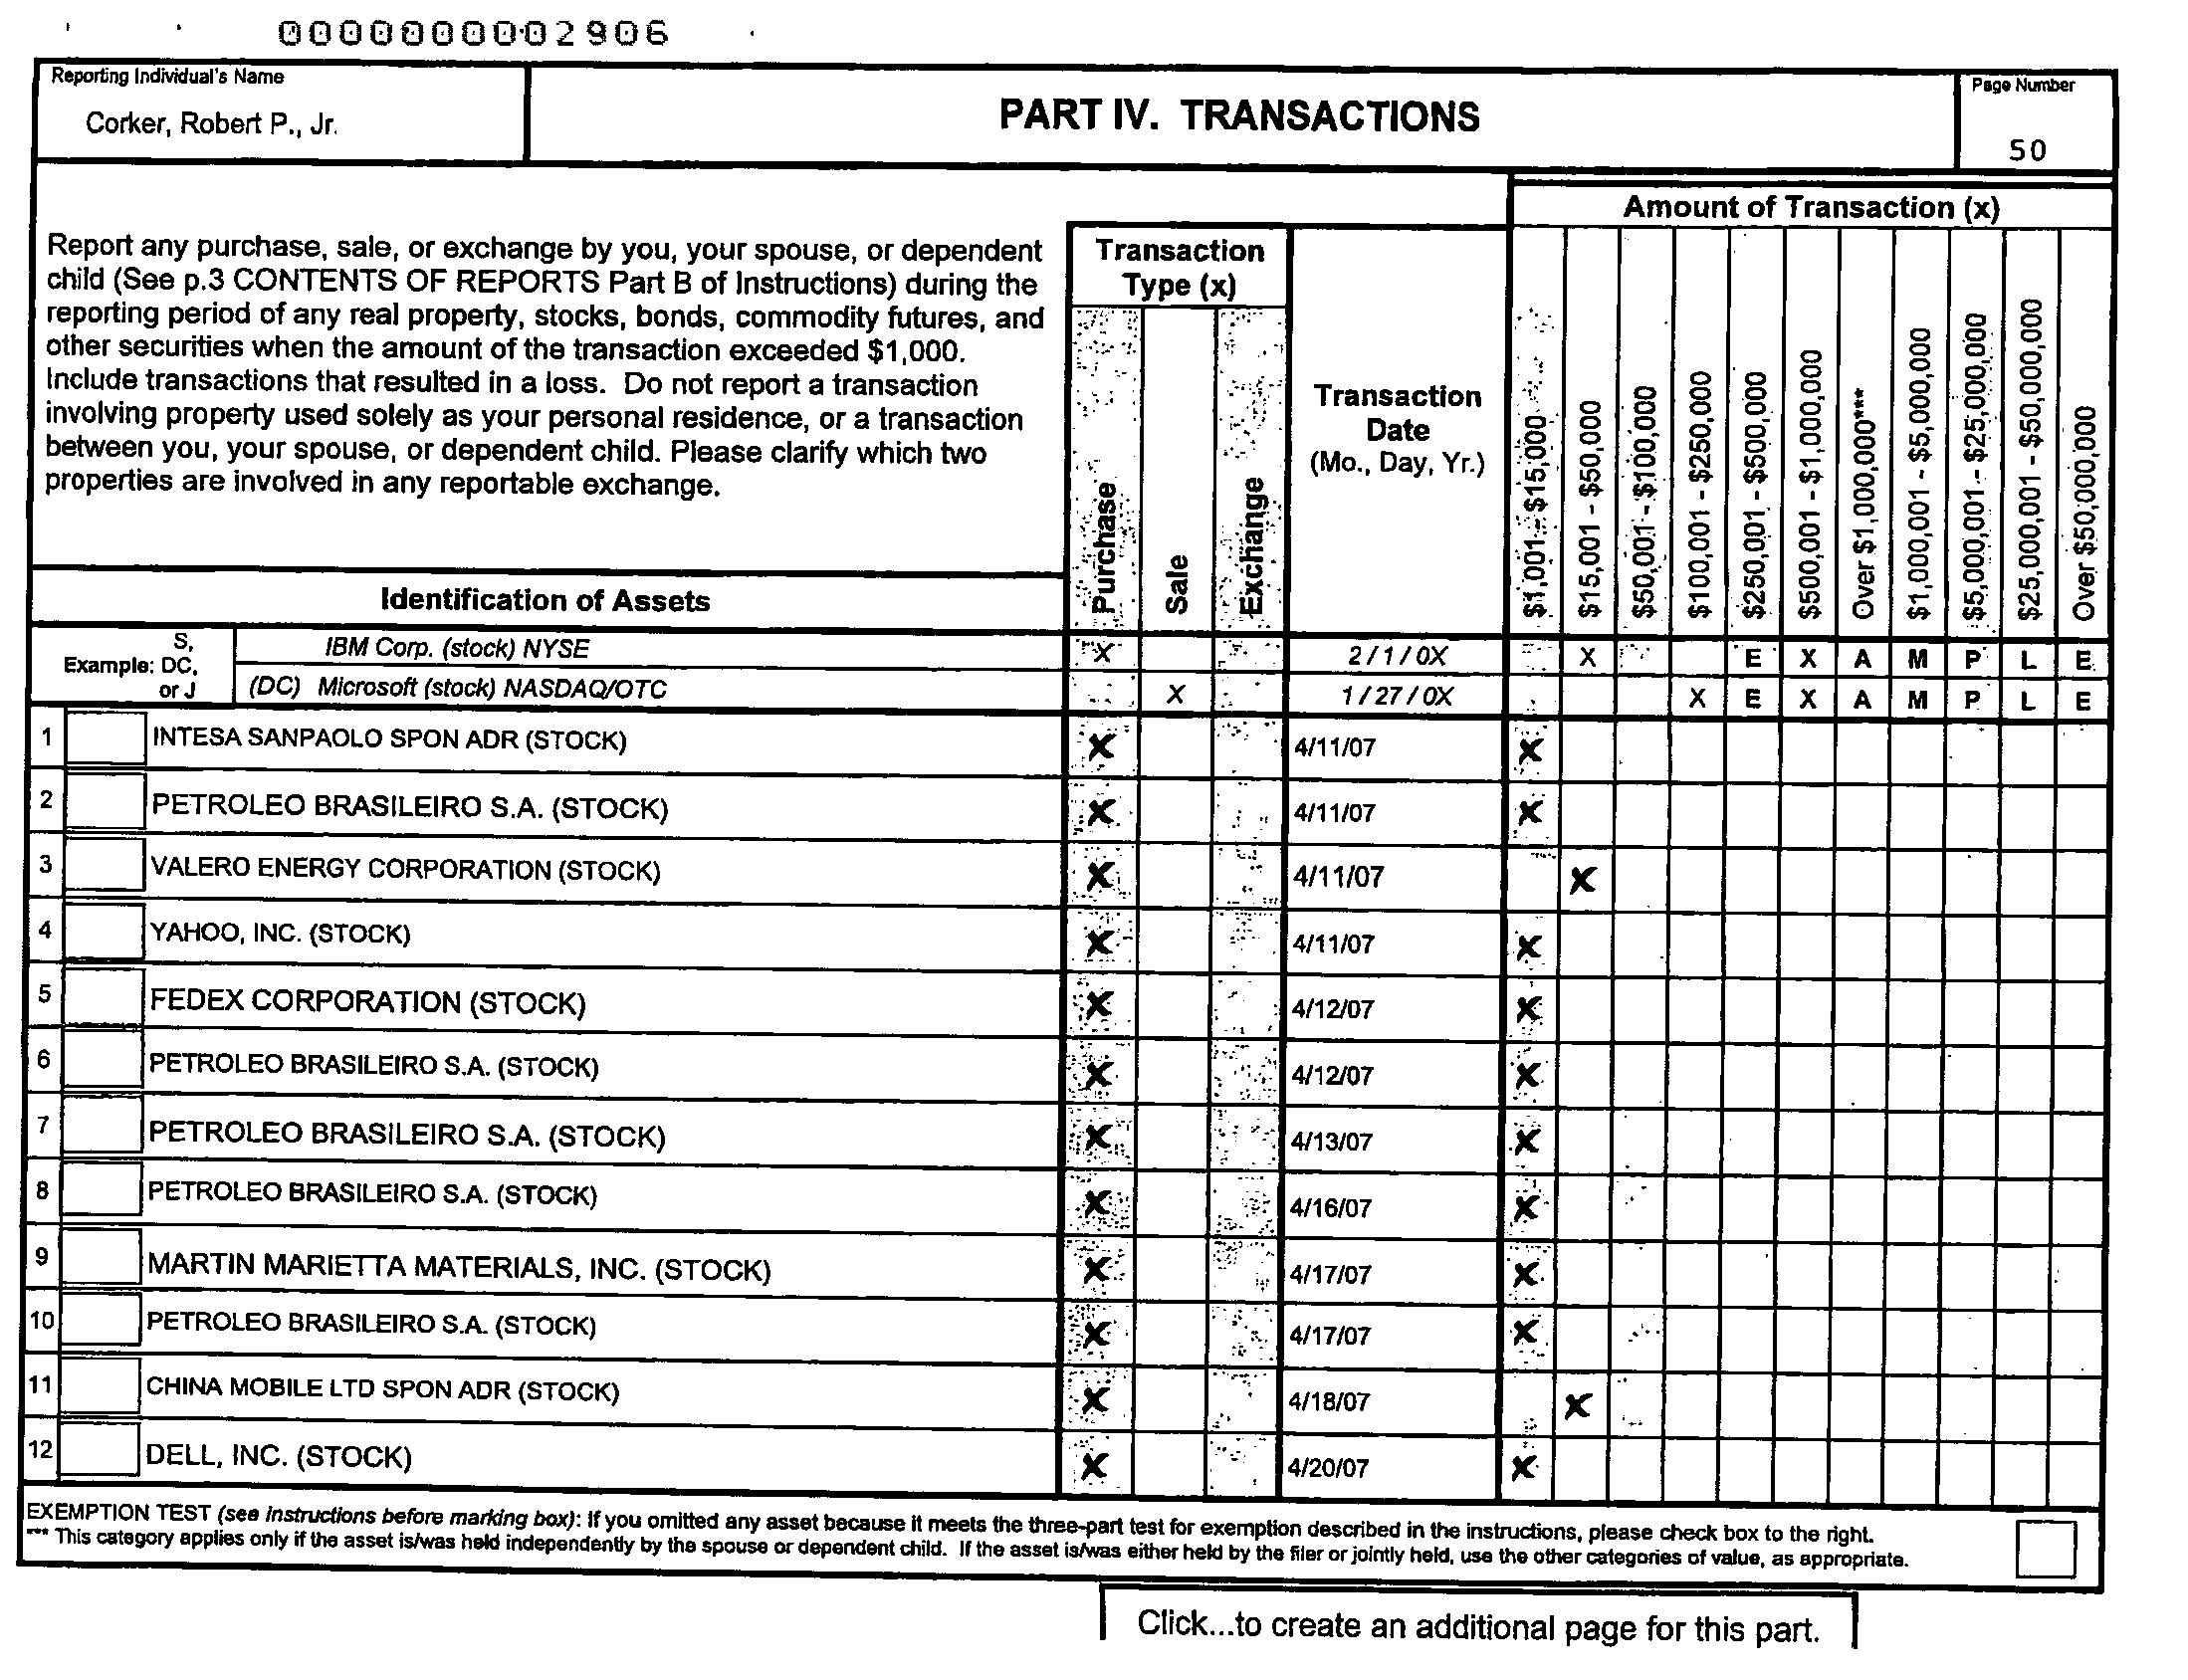 0000000002906
Reporting Individual's Name
Corker, Robert P., Jr.
PART IV. TRANSACTIONS
Page Number
50
Amount of Transaction (x)
Report any purchase, sale, or exchange by you, your spouse, or dependent
child (See p.3 CONTENTS OF REPORTS Part B of Instructions) during the
reporting period of any real property, stocks, bonds, commodity futures, and
other securities when the amount of the transaction exceeded $1,000.
Include transactions that resulted in a loss. Do not report a transaction
involving property used solely as your personal residence, or a transaction
between you, your spouse, or dependent child. Please clarify which two
properties are involved in any reportable exchange.
Transaction
Type (x)
Purchase
Sale
Exchange
Transaction
Date
(Mo., Day, Yr.)
$1,001 - $15,000
$15,001 - $50,000
$50,001 - $100,000
$100,001 - $250,000
$250,001 - $500,000
$500,001 - $1,000,000
Over $1,000,000***
$1,000,001 - $5,000,000
$5,000,001 - $25,000,000
$25,000,001 - $50,000,000
Over $50,000,000
Identification of Assets
Example: S, DC, or J
IBM Corp. (stock) NYSE X 2/1/0X X E X A M P L E
(DC) Microsoft (stock) NASDAQ/OTC X 1/27/0X X E X A M P L E
1 INTESA SANPAOLO SPON ADR (STOCK) X 4/11/07 X
2 PETROLEO BRASILEIRO S.A. (STOCK) X 4/11/07 X
3 VALERO ENERGY CORPORATION (STOCK) X 4/11/07 X
4 YAHOO, INC. (STOCK) X 4/11/07 X
5 FEDEX CORPORATION (STOCK) X 4/12/07 X
6 PETROLEO BRASILEIRO S.A. (STOCK) X 4/12/07 X
7 PETROLEO BRASILEIRO S.A. (STOCK) X 4/13/07 X
8 PETROLEO BRASILEIRO S.A. (STOCK) X 4/16/07 X
9 MARTIN MARIETTA MATERIALS, INC. (STOCK) X 4/17/07 X
10 PETROLEO BRASILEIRO S.A. (STOCK) X 4/17/07 X
11 CHINA MOBILE LTD SPON ADR (STOCK) X 4/18/07 X
12 DELL, INC. (STOCK) X 4/20/07 X
EXEMPTION TEST (see instructions before marking box): If you omitted any asset because it meets the three-part test for exemption described in the instructions, please check box to the right.
*** This category applies only if the asset is/was held independently by the spouse or dependent child. If the asset is/was either held by the filer or jointly held, use the other categories of value, as appropriate.
Click...to create an additional page for this part.